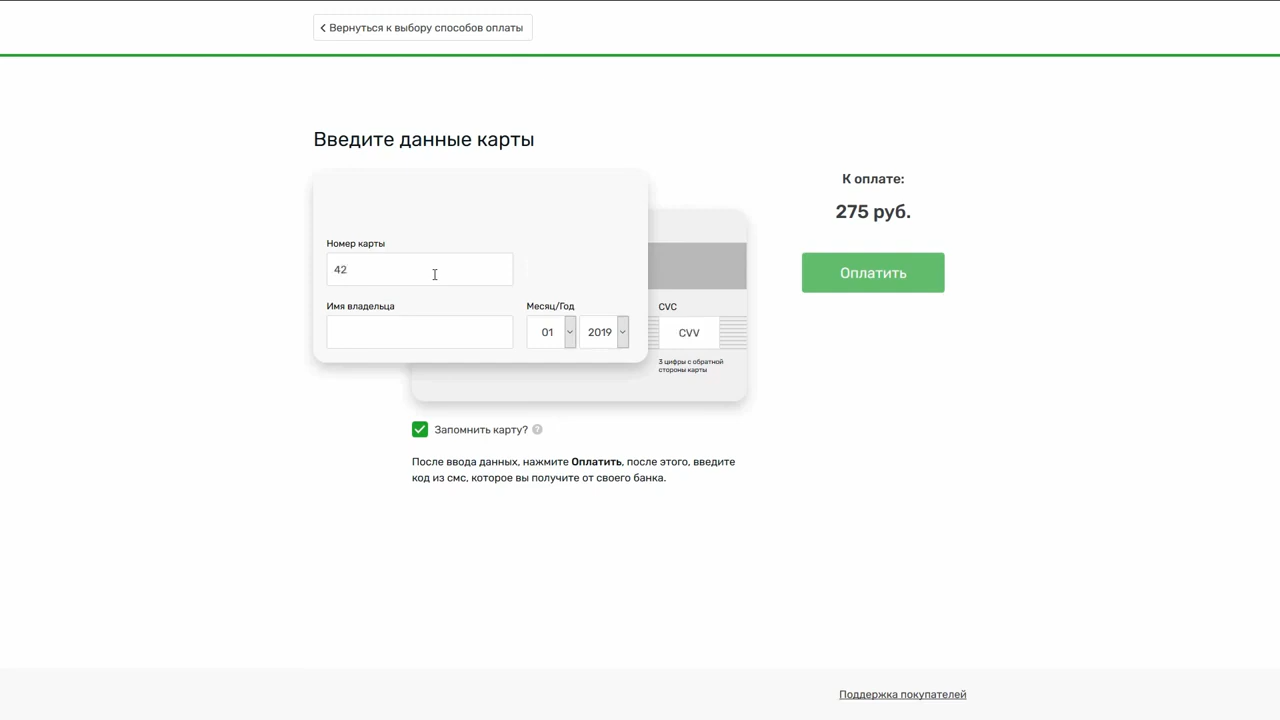 Вернуться к выбору способов оплаты
Введите данные карты
К оплате:
275 руб.
Номер карты
42
Оплатить
Имя владельца
Месяц/Год
CVC
01
2019
CVV
3 цифры с обратной
стороны карты
Запомнить карту? ?
После ввода данных, нажмите Оплатить, после этого, введите
код из смс, которое вы получите от своего банка.
Поддержка покупателей